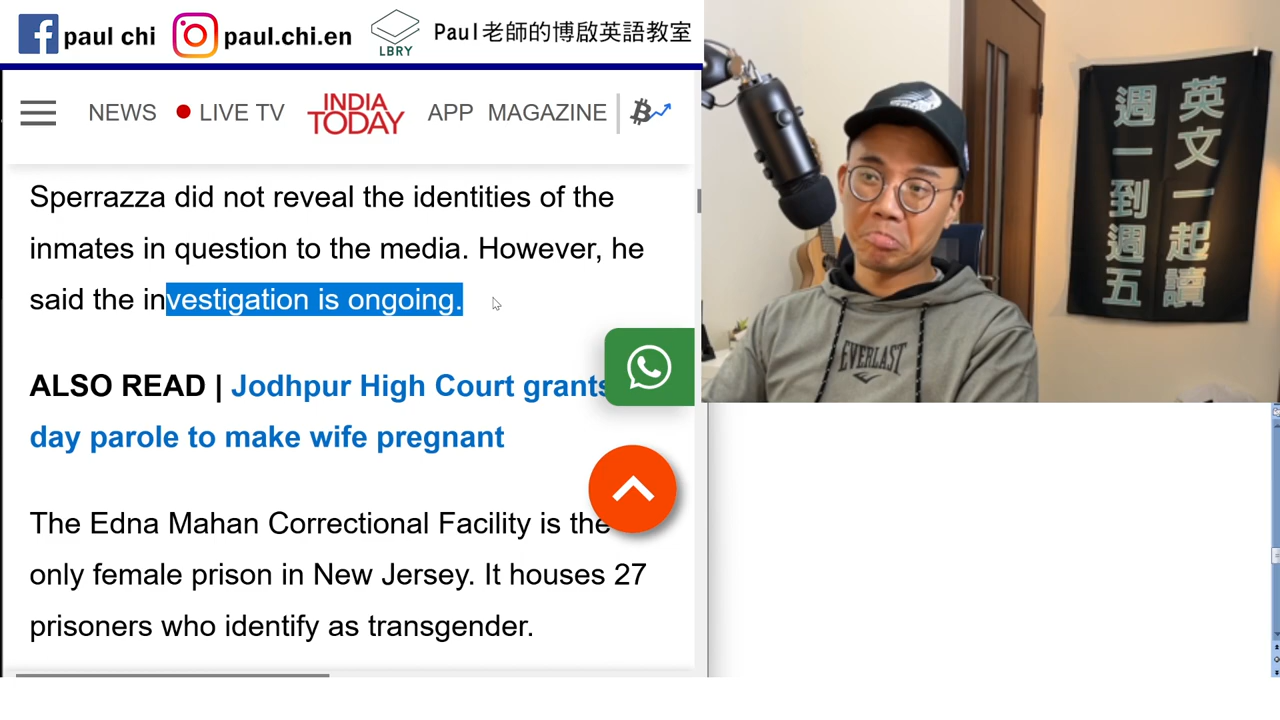 paul chi
paul.chi.en
LBRY
Paul老師的博啟英語教室
NEWS
LIVE TV
INDIA
TODAY
APP
MAGAZINE
Sperrazza did not reveal the identities of the
inmates in question to the media. However, he
said the investigation is ongoing.
ALSO READ | Jodhpur High Court grants
day parole to make wife pregnant
The Edna Mahan Correctional Facility is the
only female prison in New Jersey. It houses 27
prisoners who identify as transgender.
英文一起讀
週一到週五
EVERLAST